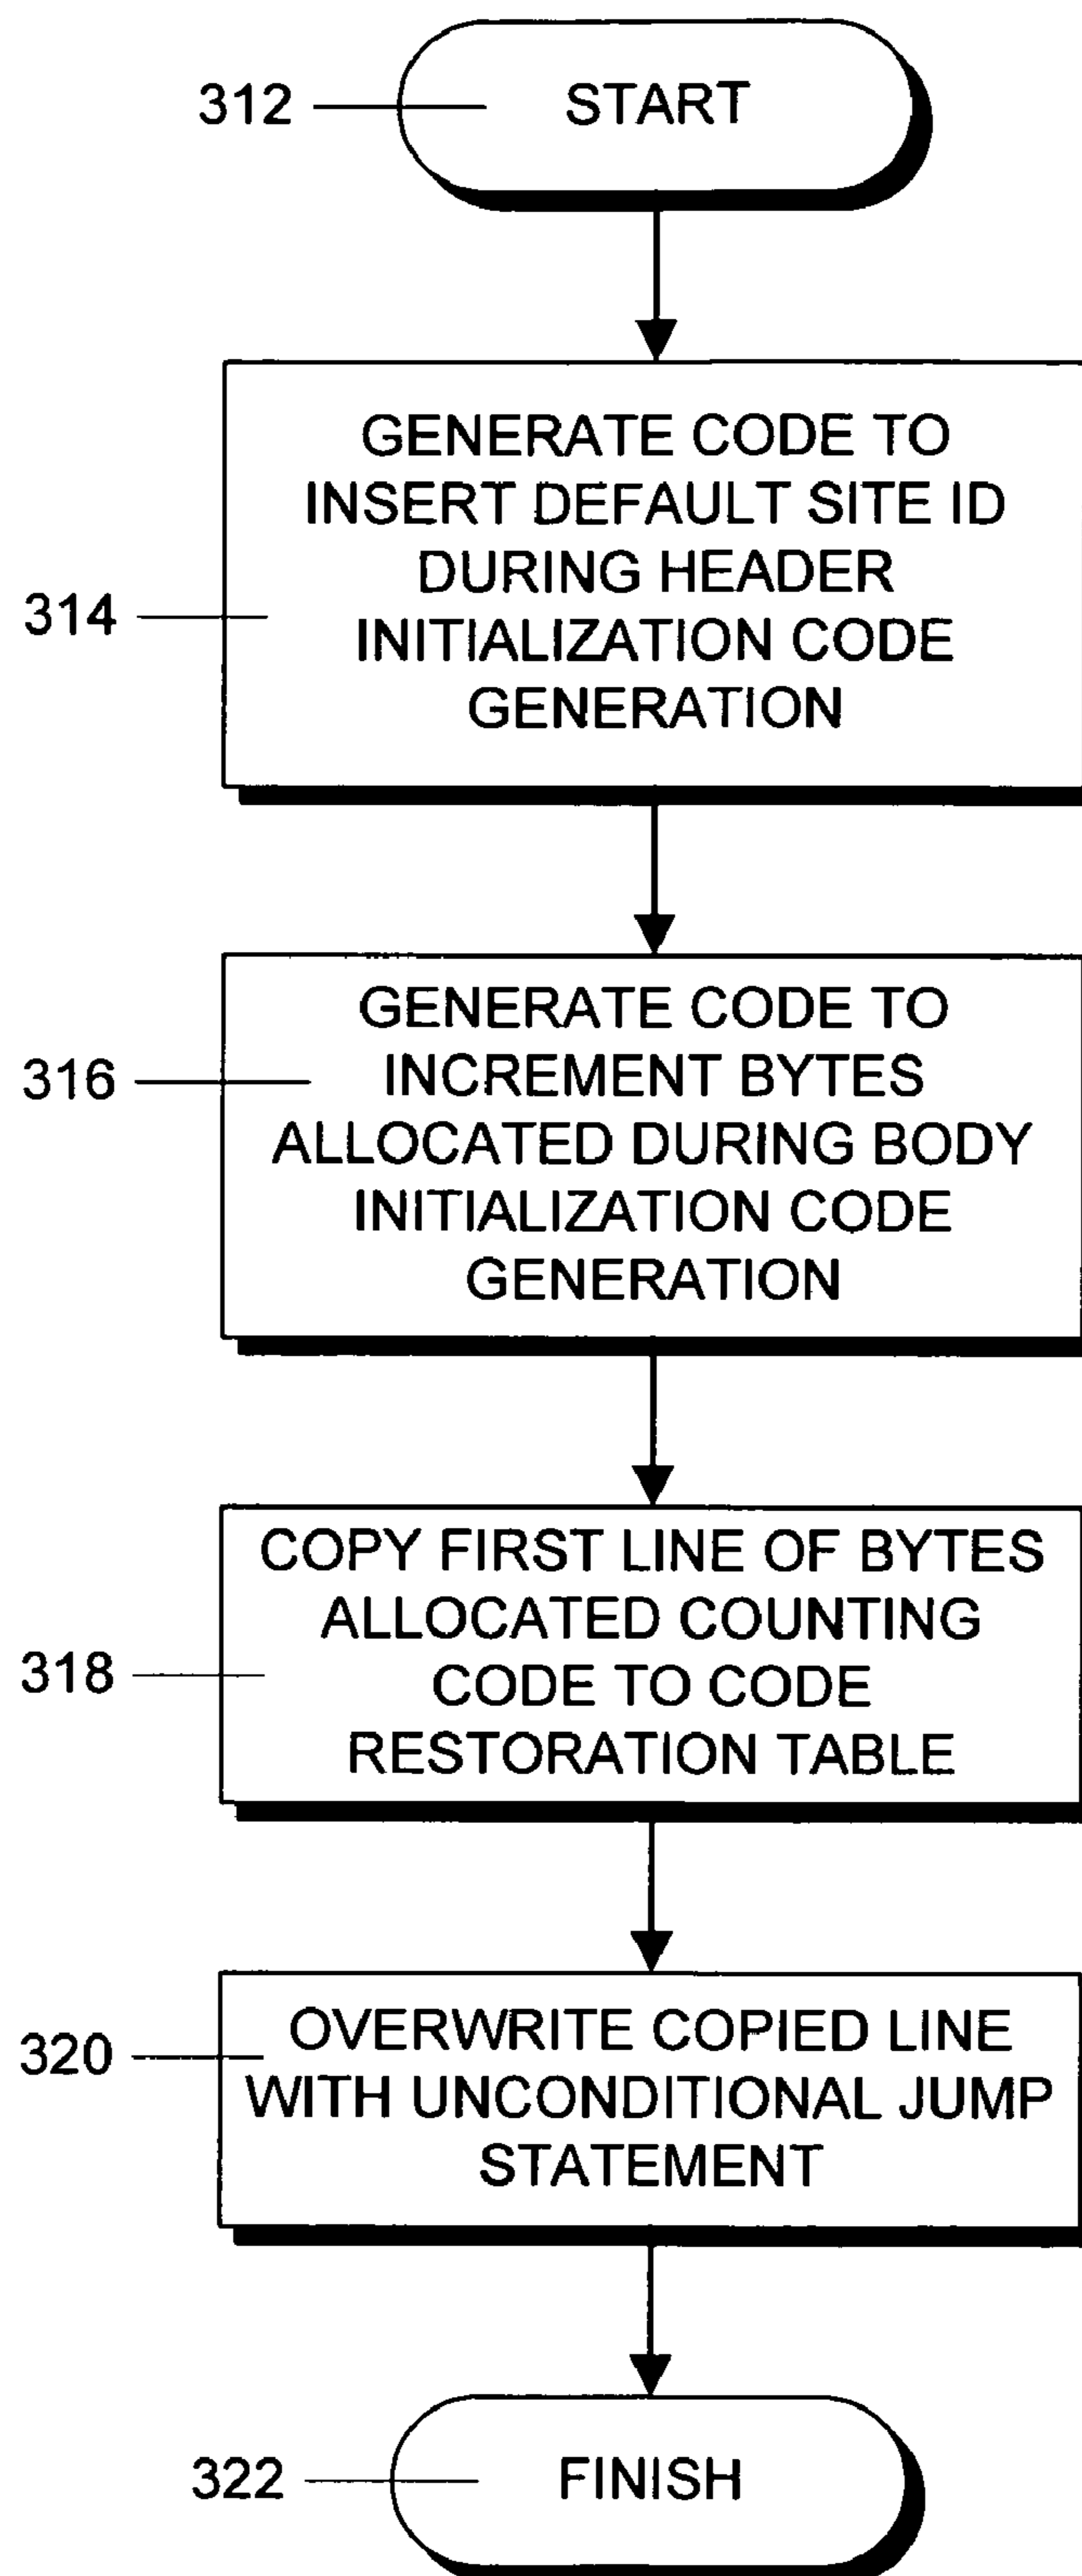 312
START
GENERATE CODE TO
INSERT DEFAULT SITE ID
DURING HEADER
314
INITIALIZATION CODE
GENERATION
GENERATE CODE TO
316
INCREMENT BYTES
ALLOCATED DURING BODY
INITIALIZATION CODE
GENERATION
COPY FIRST LINE OF BYTES
ALLOCATED COUNTING
318
CODE TO CODE
RESTORATION TABLE
OVERWRITE COPIED LINE
320
WITH UNCONDITIONAL JUMP
STATEMENT
322
FINISH